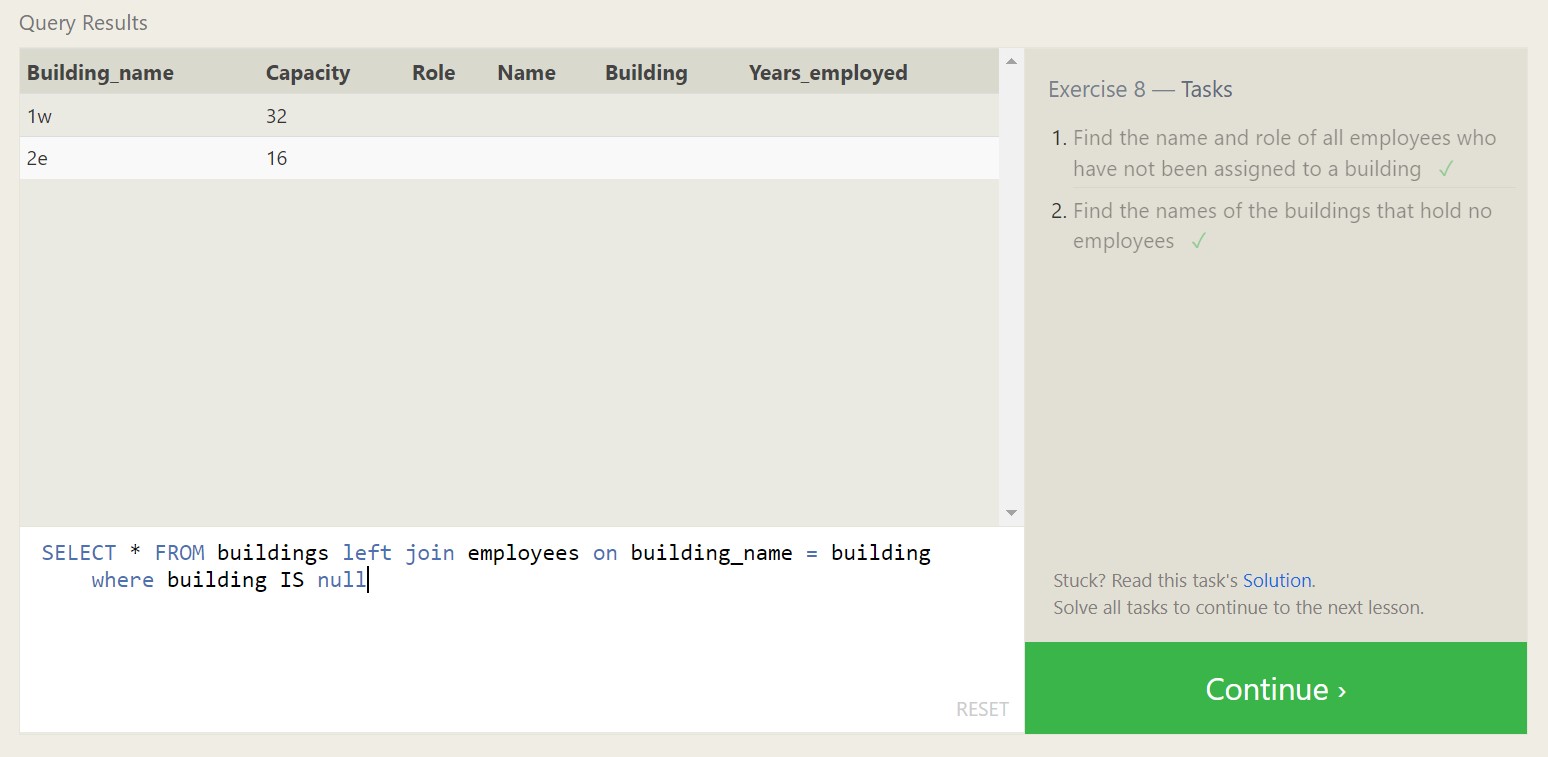 Query Results
Building_name Capacity Role Name Building Years_employed
1w 32
2e 16
SELECT * FROM buildings left join employees on building_name = building
where building IS null
RESET
Exercise 8 — Tasks
1. Find the name and role of all employees who
have not been assigned to a building ✓
2. Find the names of the buildings that hold no
employees ✓
Stuck? Read this task's Solution.
Solve all tasks to continue to the next lesson.
Continue ›